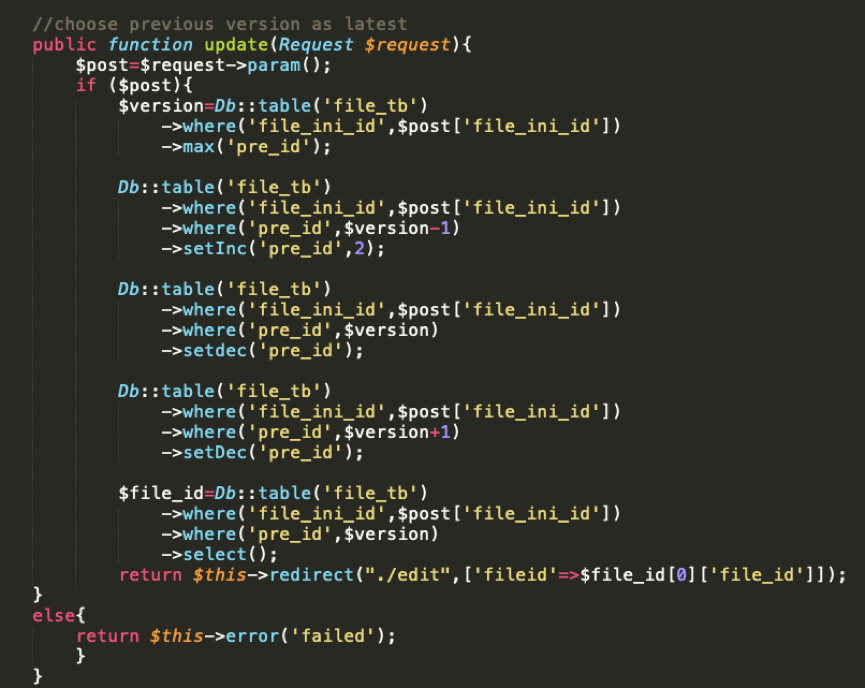 //choose previous version as latest
public function update(Request $request){
    $post=$request->param();
    if ($post){
        $version=Db::table('file_tb')
            ->where('file_ini_id',$post['file_ini_id'])
            ->max('pre_id');

        Db::table('file_tb')
            ->where('file_ini_id',$post['file_ini_id'])
            ->where('pre_id',$version-1)
            ->setInc('pre_id',2);

        Db::table('file_tb')
            ->where('file_ini_id',$post['file_ini_id'])
            ->where('pre_id',$version)
            ->setdec('pre_id');

        Db::table('file_tb')
            ->where('file_ini_id',$post['file_ini_id'])
            ->where('pre_id',$version+1)
            ->setDec('pre_id');

        $file_id=Db::table('file_tb')
            ->where('file_ini_id',$post['file_ini_id'])
            ->where('pre_id',$version)
            ->select();
        return $this->redirect("./edit",['fileid'=>$file_id[0]['file_id']]);
}
else{
    return $this->error('failed');
    }
}